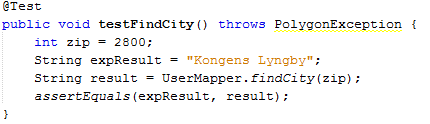 @Test
public void testFindCity() throws PolygonException {
    int zip = 2800;
    String expResult = "Kongens Lyngby";
    String result = UserMapper.findCity(zip);
    assertEquals(expResult, result);
}